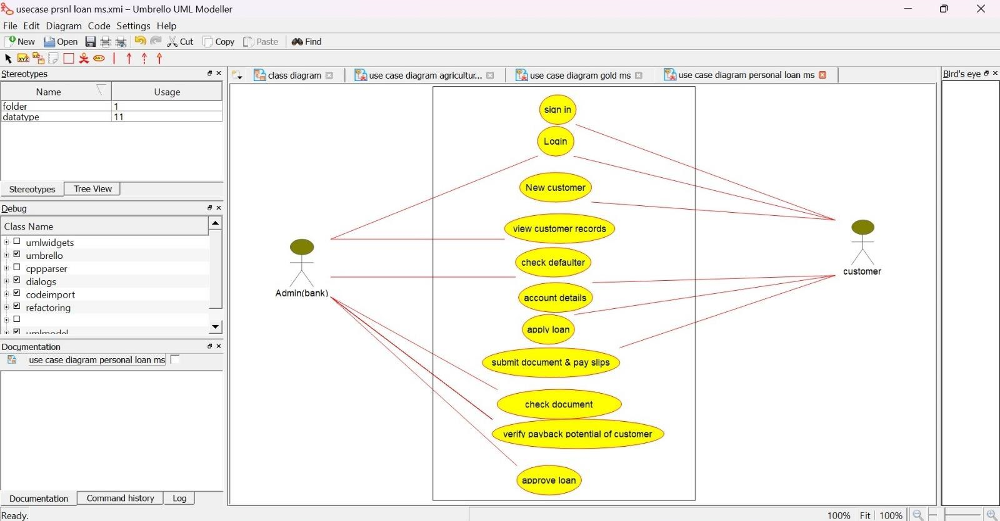 usecase prsnl loan ms.xmi – Umbrello UML Modeller
File Edit Diagram Code Settings Help
New Open Cut Copy Paste Find
XYZ ABC
Stereotypes
Name Usage
folder 1
datatype 11
Stereotypes Tree View
Debug
Class Name
umlwidgets
umbrello
cppparser
dialogs
codeimport
refactoring
umlmodel
Documentation
use case diagram personal loan ms
Documentation Command history Log
Ready.
class diagram
use case diagram agricultur...
use case diagram gold ms
use case diagram personal loan ms
Bird's eye
sign in
Login
New customer
view customer records
check defaulter
account details
apply loan
submit document & pay slips
check document
verify payback potential of customer
approve loan
Admin(bank)
customer
100% Fit 100%